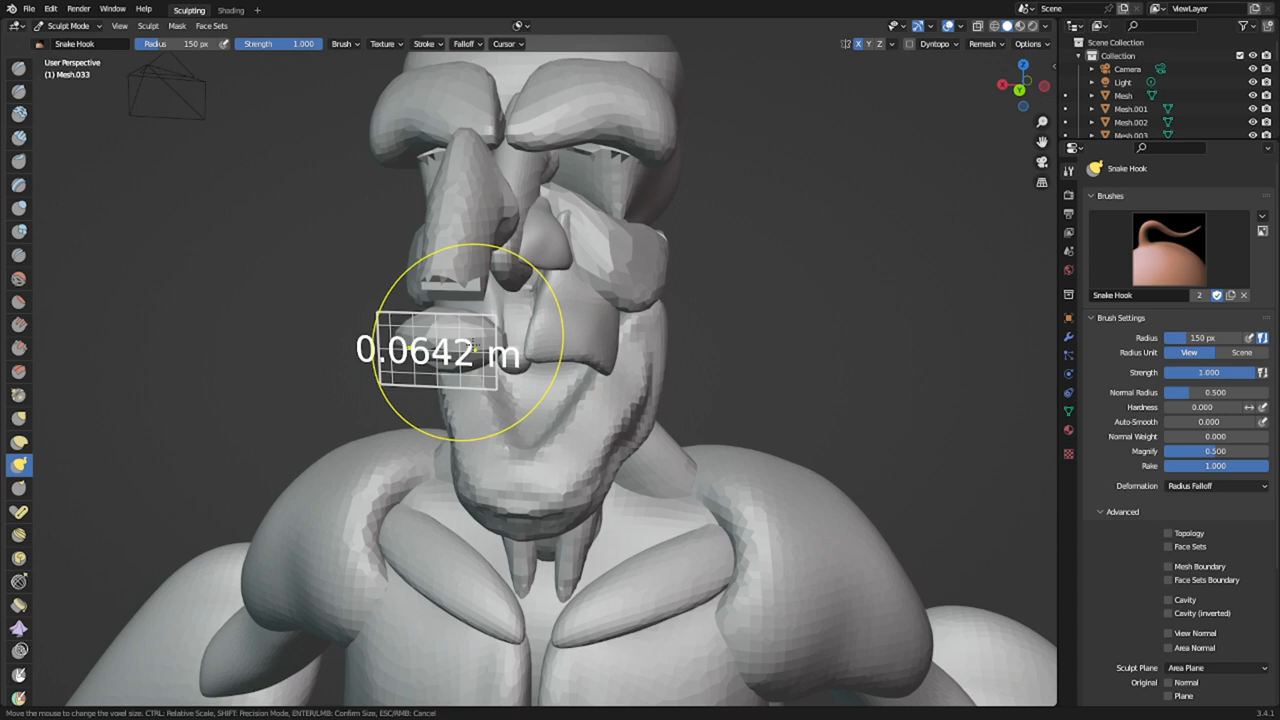 File Edit Render Window Help Sculpting Shading + Scene ViewLayer
Sculpt Mode View Sculpt Mask Face Sets
Snake Hook Radius 150 px Strength 1.000 Brush Texture Stroke Falloff Cursor X Y Z Dyntopo Remesh Options
User Perspective
(1) Mesh.033
0.0642 m
X
Y
Z
Scene Collection
Collection
Camera
Light
Mesh
Mesh.001
Mesh.002
Mesh.003
Snake Hook
Brushes
Snake Hook 2
Brush Settings
Radius 150 px
Radius Unit View Scene
Strength 1.000
Normal Radius 0.500
Hardness 0.000
Auto-Smooth 0.000
Normal Weight 0.000
Magnify 0.500
Rake 1.000
Deformation Radius Falloff
Advanced
Topology
Face Sets
Mesh Boundary
Face Sets Boundary
Cavity
Cavity (inverted)
View Normal
Area Normal
Sculpt Plane Area Plane
Original Normal
Plane
Move the mouse to change the voxel size. CTRL: Relative Scale, SHIFT: Precision Mode, ENTER/LMB: Confirm Size, ESC/RMB: Cancel
3.4.1